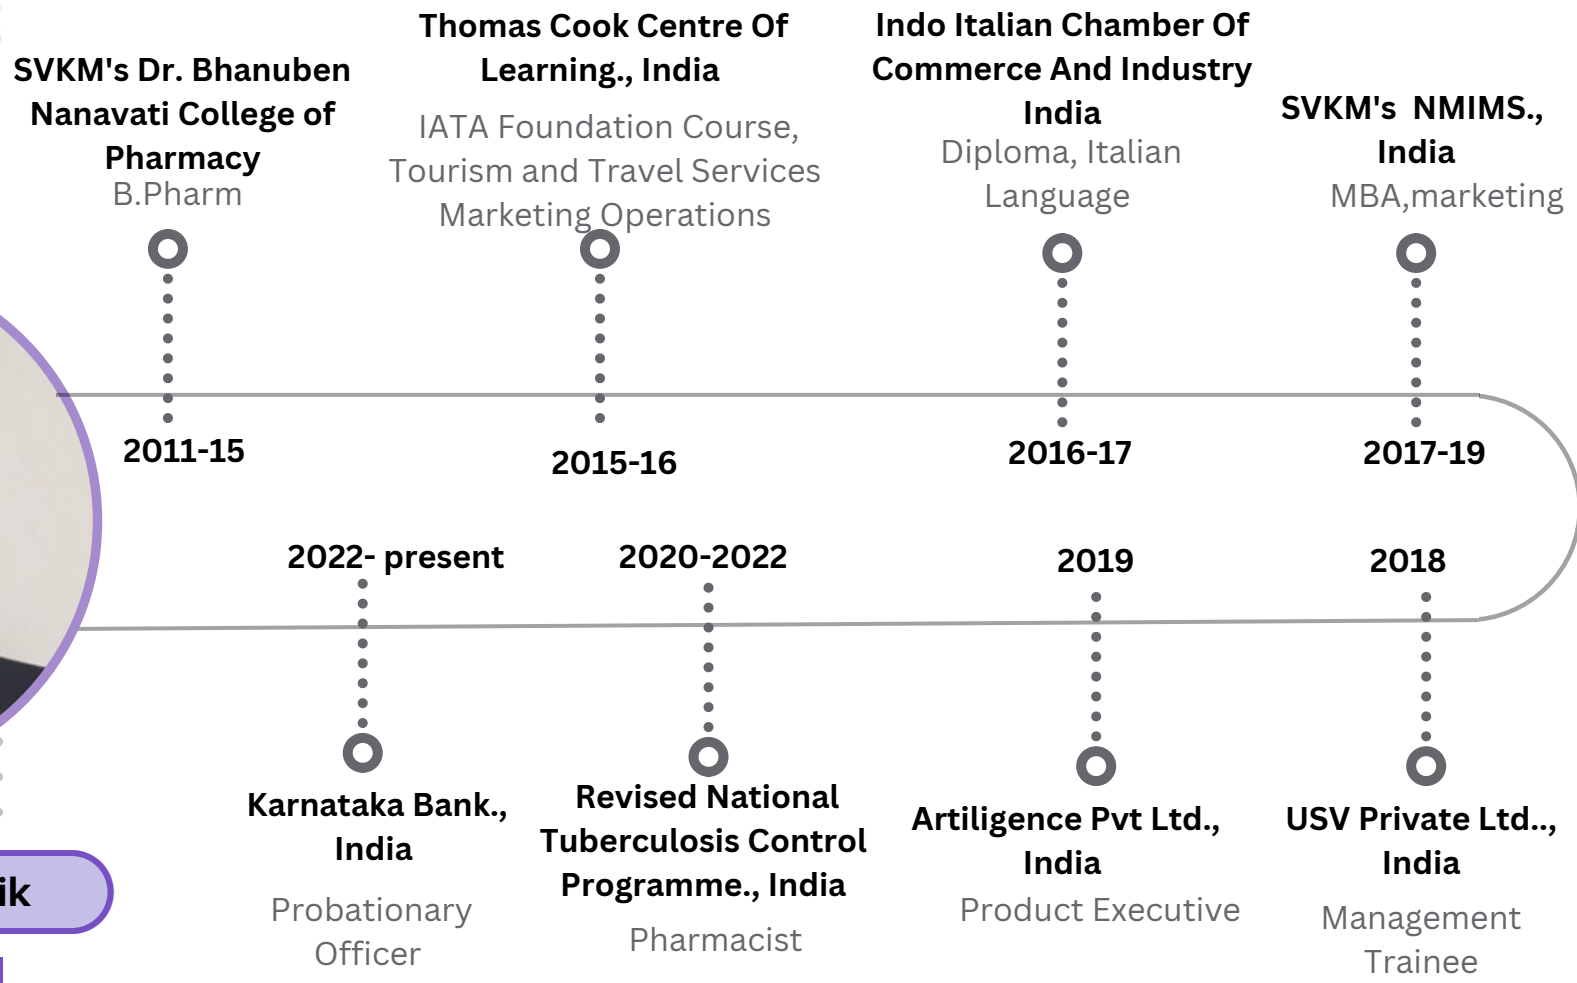 SVKM's Dr. Bhanuben
Nanavati College of
Pharmacy
B.Pharm
2011-15
Thomas Cook Centre Of
Learning., India
IATA Foundation Course,
Tourism and Travel Services
Marketing Operations
2015-16
Indo Italian Chamber Of
Commerce And Industry
India
Diploma, Italian
Language
2016-17
SVKM's  NMIMS.,
India
MBA,marketing
2017-19
2022- present
Karnataka Bank.,
India
Probationary
Officer
2020-2022
Revised National
Tuberculosis Control
Programme., India
Pharmacist
2019
Artiligence Pvt Ltd.,
India
Product Executive
2018
USV Private Ltd..,
India
Management
Trainee
ik